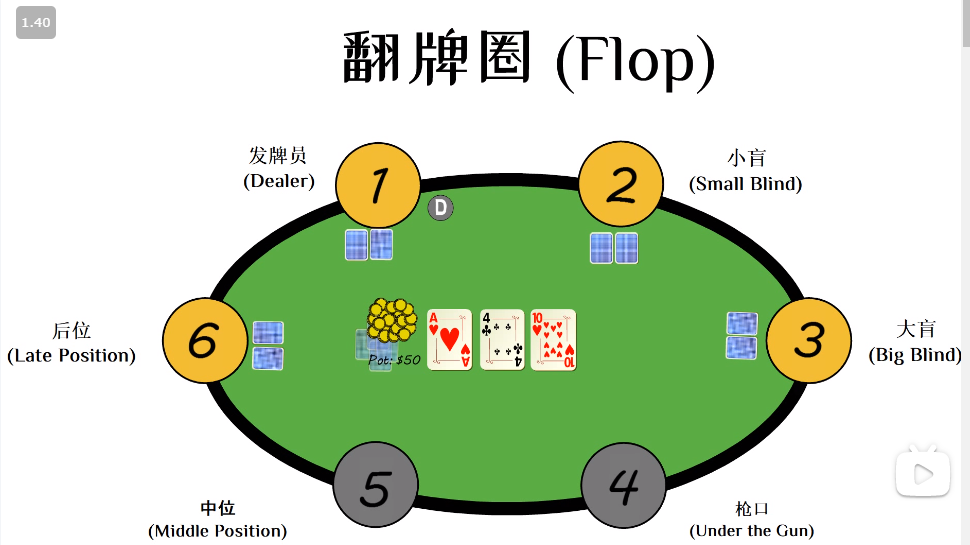 1.40
翻牌圈 (Flop)
发牌员
(Dealer)
1
2
小盲
(Small Blind)
D
后位
(Late Position)
6
Pot: $50
A
A
4
4
10
10
3
大盲
(Big Blind)
5
4
中位
(Middle Position)
枪口
(Under the Gun)